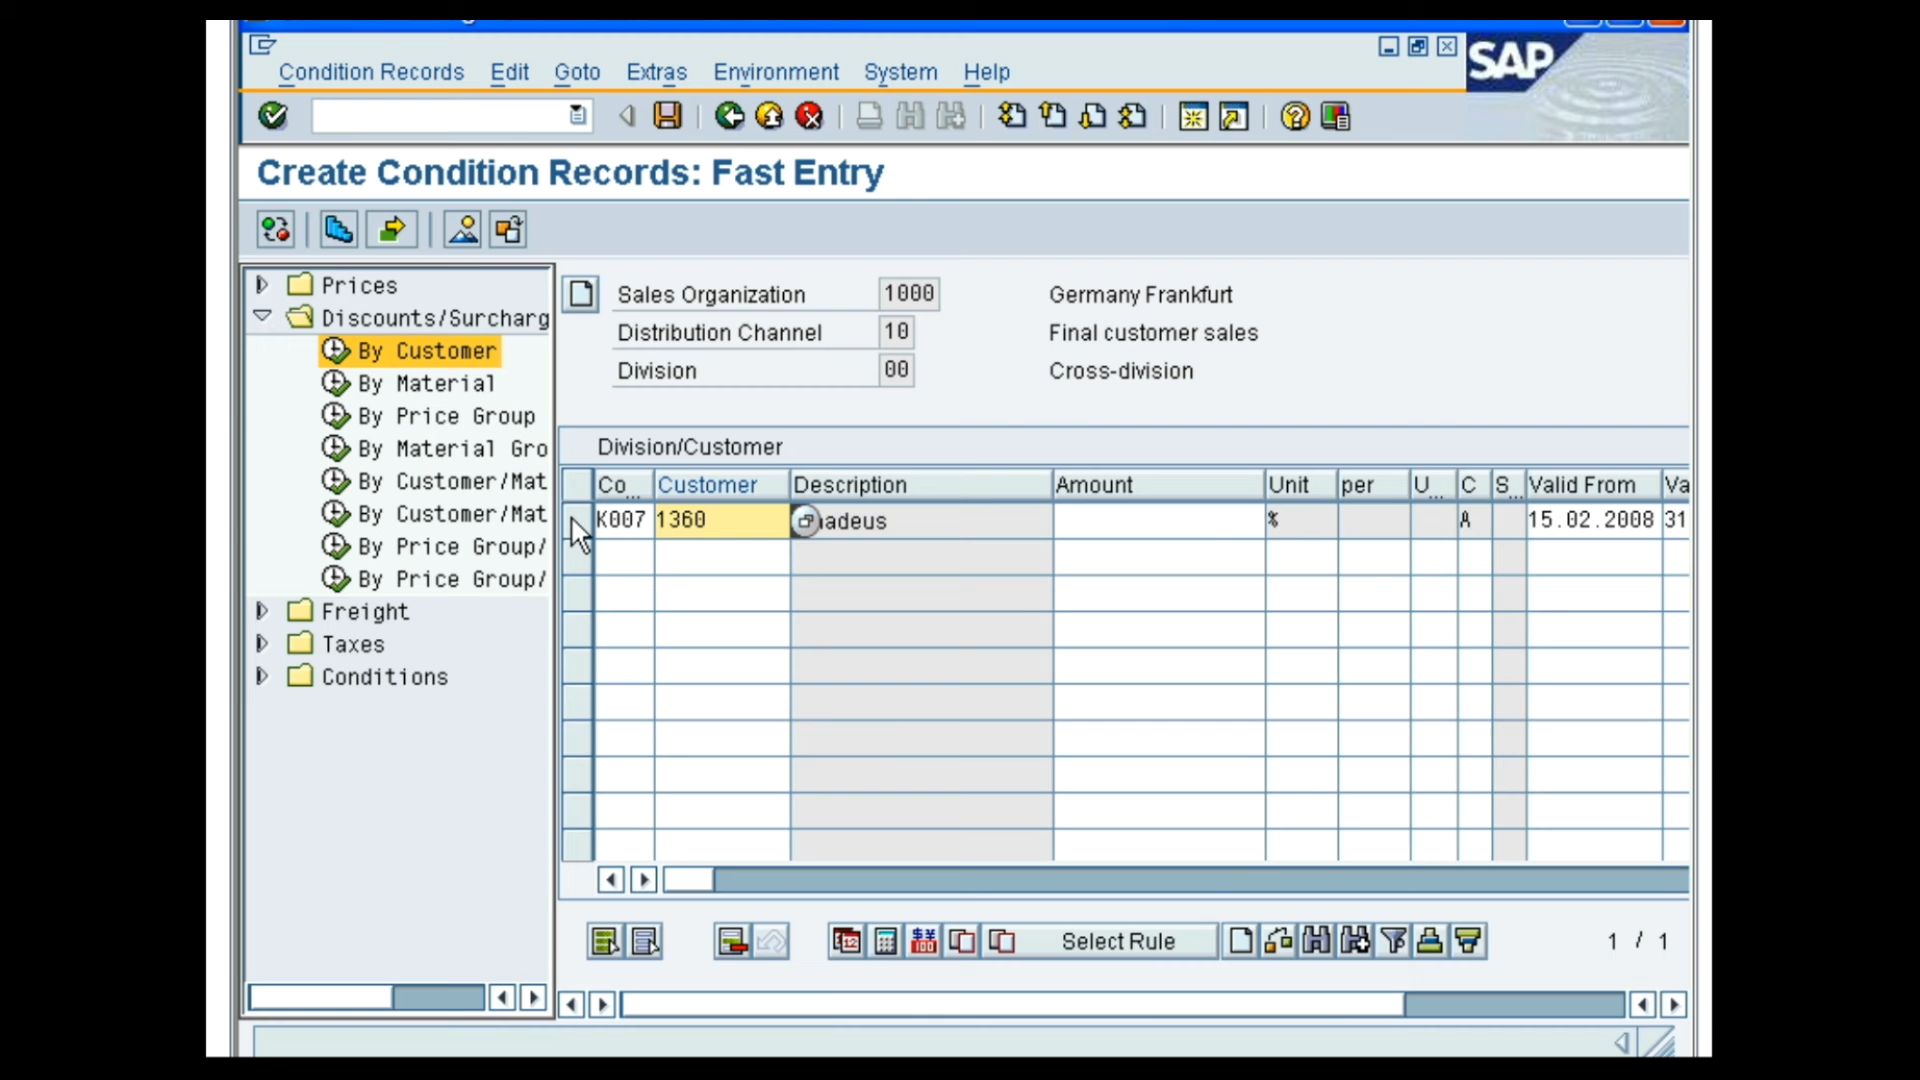 Condition Records Edit Goto Extras Environment System Help
SAP
Create Condition Records: Fast Entry
Prices
Discounts/Surcharg
By Customer
By Material
By Price Group
By Material Gro
By Customer/Mat
By Customer/Mat
By Price Group/
By Price Group/
Freight
Taxes
Conditions
Sales Organization 1000 Germany Frankfurt
Distribution Channel 10 Final customer sales
Division 00 Cross-division
Division/Customer
Co... Customer Description Amount Unit per U... C S... Valid From Va
K007 1360 adeus % A 15.02.2008 31
Select Rule
1 / 1